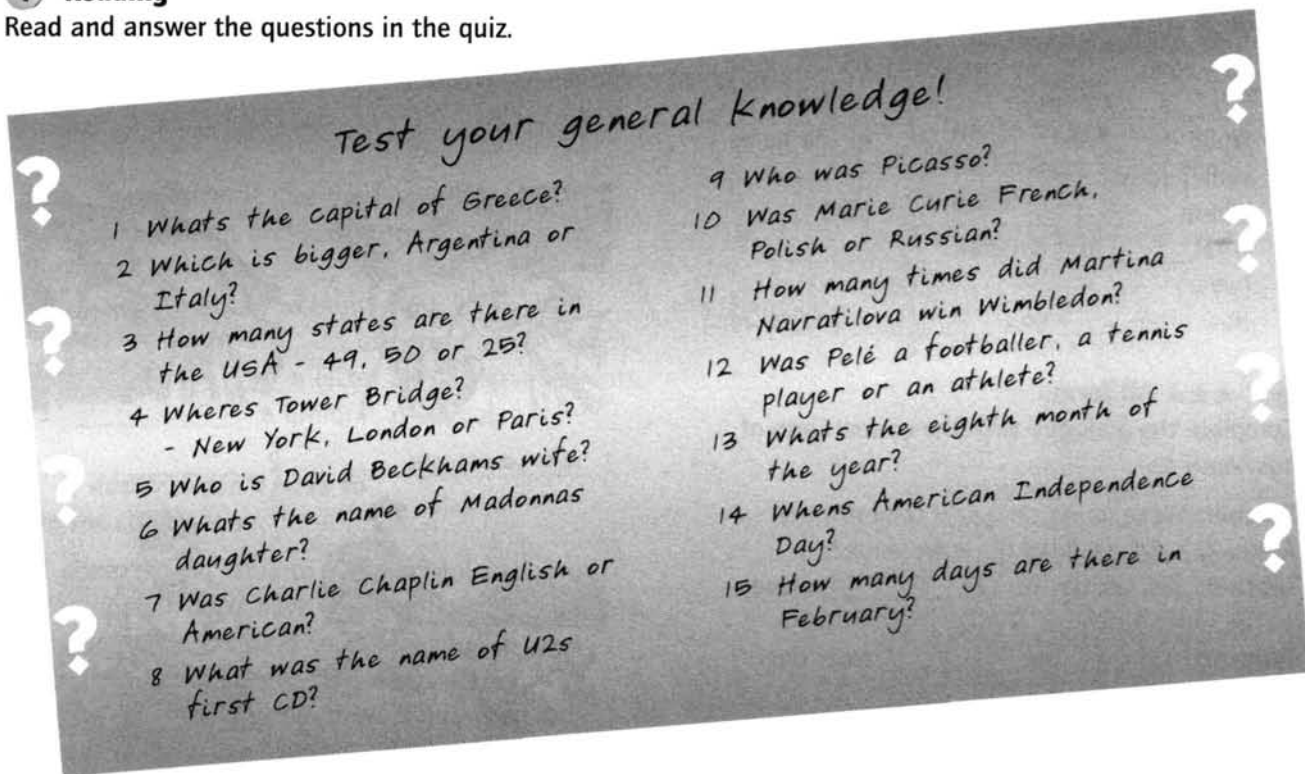 Reading
Read and answer the questions in the quiz.
Test your general knowledge!
1 Whats the capital of Greece?
2 Which is bigger, Argentina or
Italy?
3 How many states are there in
the USA - 49, 50 or 25?
4 Wheres Tower Bridge?
- New York, London or Paris?
5 Who is David Beckhams wife?
6 Whats the name of Madonnas
daughter?
7 Was Charlie Chaplin English or
American?
8 What was the name of U2s
first CD?
9 Who was Picasso?
10 Was Marie Curie French,
Polish or Russian?
11 How many times did Martina
Navratilova win Wimbledon?
12 Was Pelé a footballer, a tennis
player or an athlete?
13 Whats the eighth month of
the year?
14 Whens American Independence
Day?
15 How many days are there in
February?